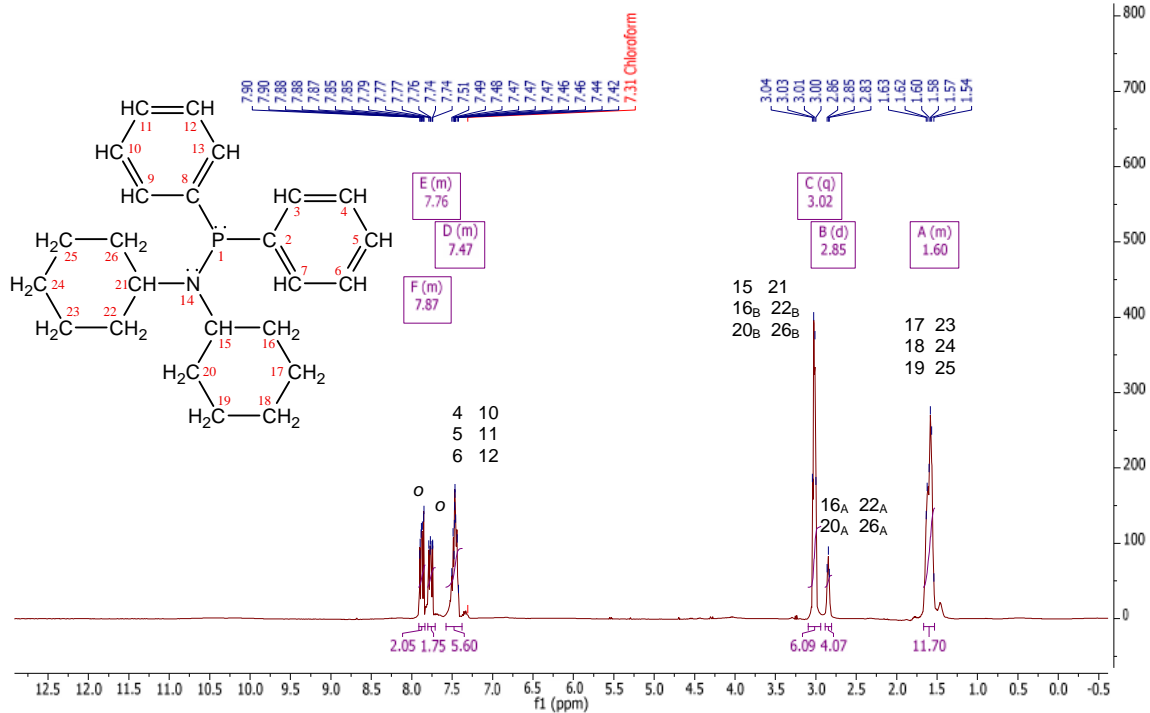 7.90
7.90
7.88
7.88
7.87
7.85
7.85
7.79
7.77
7.77
7.76
7.74
7.74
7.51
7.49
7.48
7.47
7.47
7.47
7.46
7.46
7.44
7.42
7.31 Chloroform
3.04
3.03
3.01
3.00
2.86
2.85
2.83
1.63
1.62
1.60
1.58
1.57
1.54
E (m)
7.76
D (m)
7.47
F (m)
7.87
C (q)
3.02
B (d)
2.85
A (m)
1.60
HC CH
11 12
HC 10 13 CH
HC 9 8 C
HC CH
3 4
P 1 C 2 5 CH
7 6
HC CH
H₂C CH₂
25 26
H₂C 24 21 CH N 14
23 22
H₂C CH₂
CH 15 16 CH₂
H₂C 20 17 CH₂
19 18
H₂C CH₂
15 21
16B 22B
20B 26B
17 23
18 24
19 25
4 10
5 11
6 12
o
o
16A 22A
20A 26A
2.05 1.75 5.60 6.09 4.07 11.70
12.5 12.0 11.5 11.0 10.5 10.0 9.5 9.0 8.5 8.0 7.5 7.0 6.5 6.0 5.5 5.0 4.5 4.0 3.5 3.0 2.5 2.0 1.5 1.0 0.5 0.0 -0.5
f1 (ppm)
800
700
600
500
400
300
200
100
0